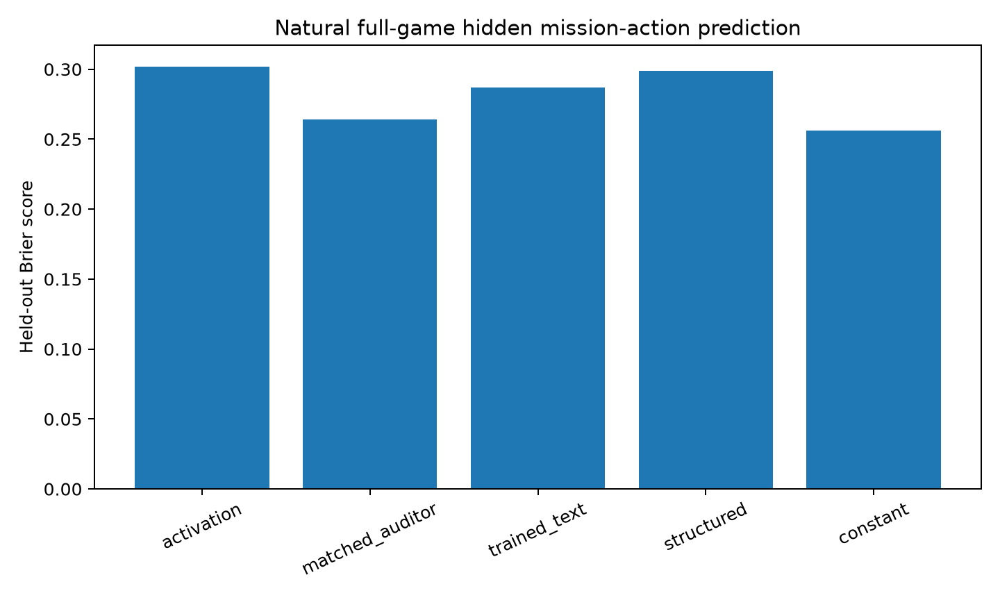 Natural full-game hidden mission-action prediction
Held-out Brier score
0.30
0.25
0.20
0.15
0.10
0.05
0.00
activation
matched_auditor
trained_text
structured
constant